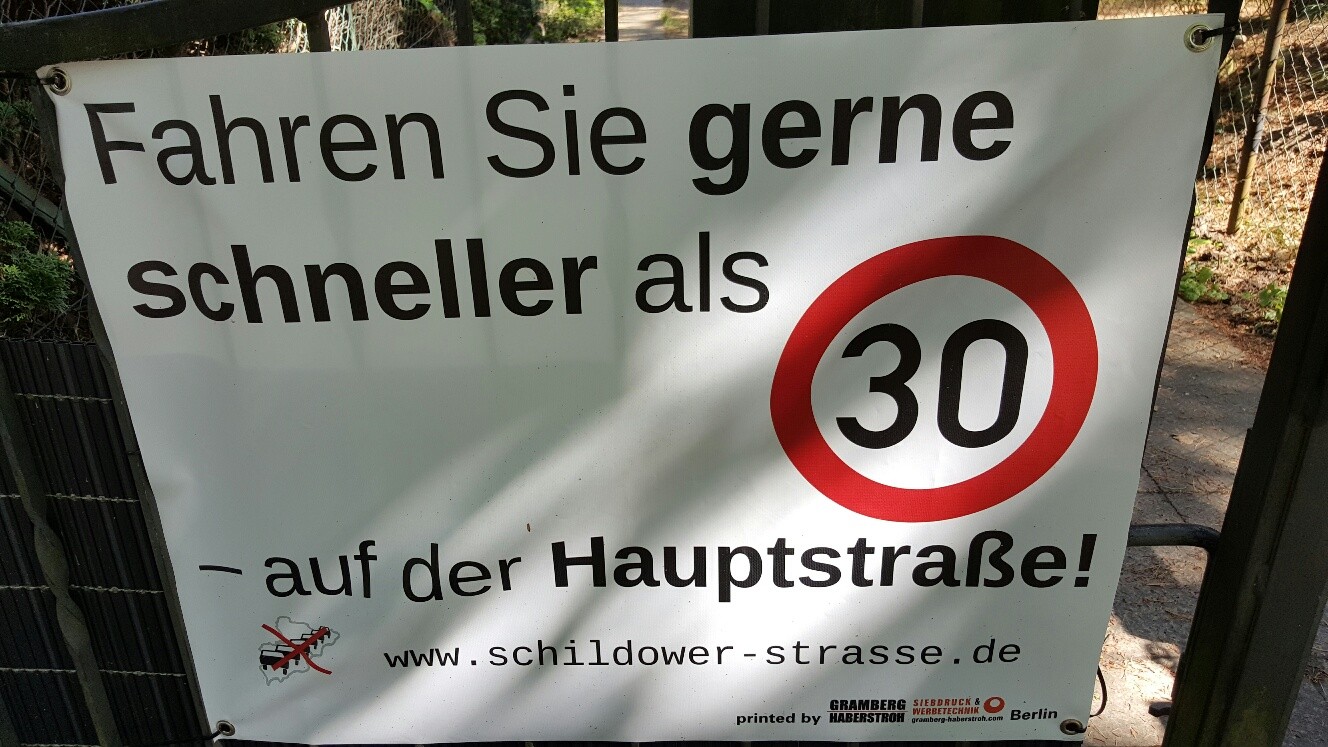 Fahren Sie gerne
schneller als
30
– auf der Hauptstraße!
www.schildower-strasse.de
printed by GRAMBERG HABERSTROH SIEBDRUCK & WERBETECHNIK gramberg-haberstroh.com Berlin